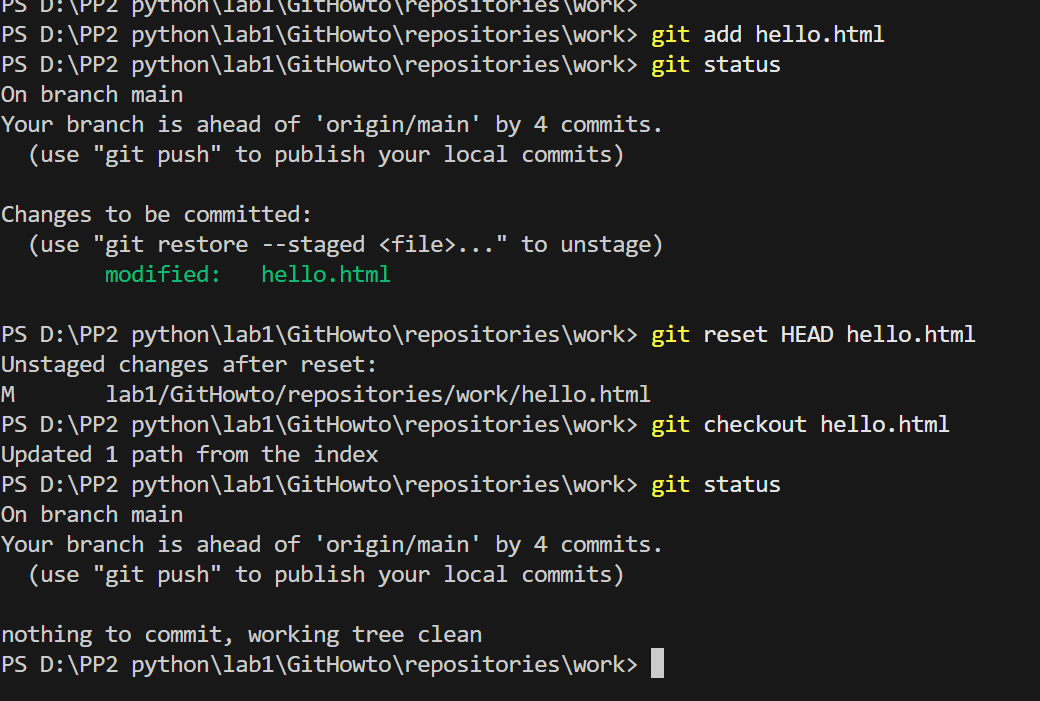 PS D:\PP2 python\lab1\GitHowto\repositories\work>
PS D:\PP2 python\lab1\GitHowto\repositories\work> git add hello.html
PS D:\PP2 python\lab1\GitHowto\repositories\work> git status
On branch main
Your branch is ahead of 'origin/main' by 4 commits.
  (use "git push" to publish your local commits)

Changes to be committed:
  (use "git restore --staged <file>..." to unstage)
        modified:   hello.html

PS D:\PP2 python\lab1\GitHowto\repositories\work> git reset HEAD hello.html
Unstaged changes after reset:
M       lab1/GitHowto/repositories/work/hello.html
PS D:\PP2 python\lab1\GitHowto\repositories\work> git checkout hello.html
Updated 1 path from the index
PS D:\PP2 python\lab1\GitHowto\repositories\work> git status
On branch main
Your branch is ahead of 'origin/main' by 4 commits.
  (use "git push" to publish your local commits)

nothing to commit, working tree clean
PS D:\PP2 python\lab1\GitHowto\repositories\work>